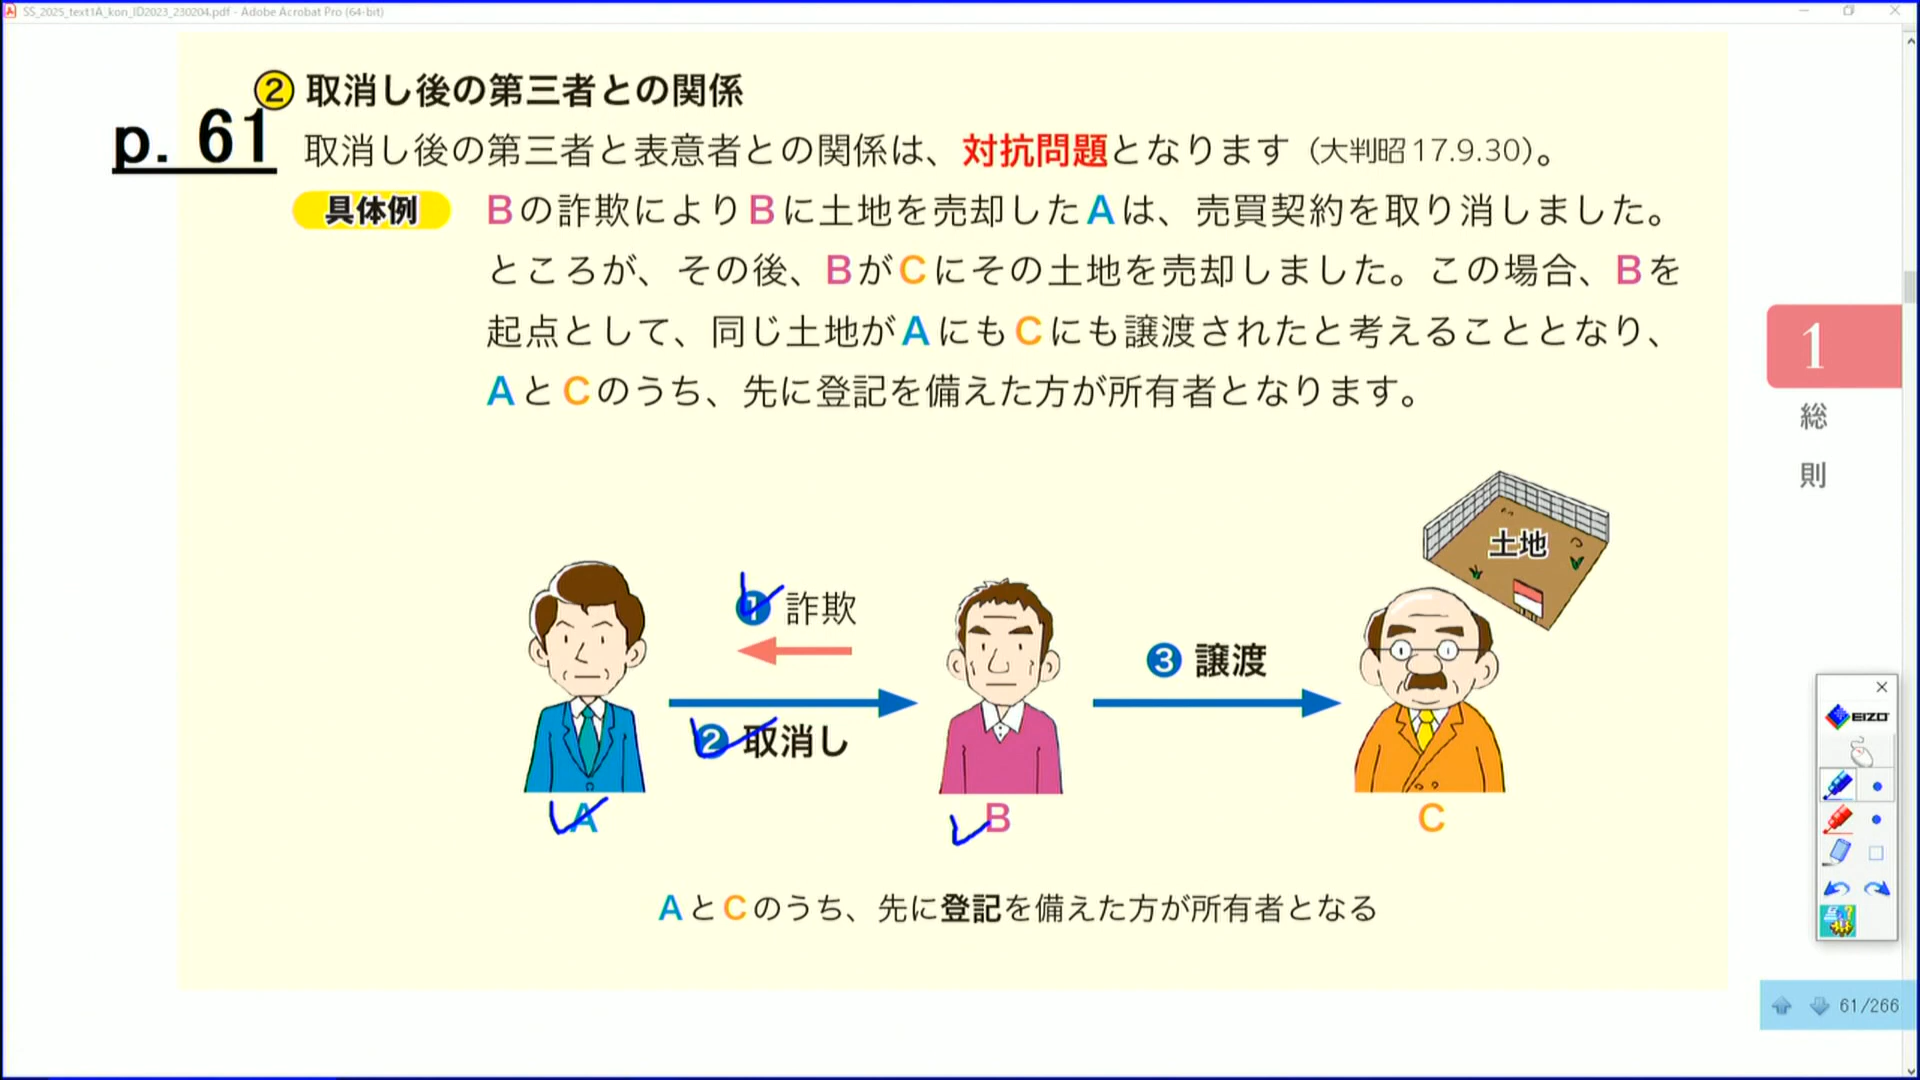 SS_2025_text1A_kon_ID2023_230204.pdf - Adobe Acrobat Pro (64-bit)
② 取消し後の第三者との関係
p. 61
取消し後の第三者と表意者との関係は、対抗問題となります（大判昭17.9.30）。
具体例
Bの詐欺によりBに土地を売却したAは、売買契約を取り消しました。
ところが、その後、BがCにその土地を売却しました。この場合、Bを
起点として、同じ土地がAにもCにも譲渡されたと考えることとなり、
AとCのうち、先に登記を備えた方が所有者となります。
1
総
則
土地
❶ 詐欺
❸ 譲渡
❷ 取消し
A
B
C
AとCのうち、先に登記を備えた方が所有者となる
EIZO
61/266